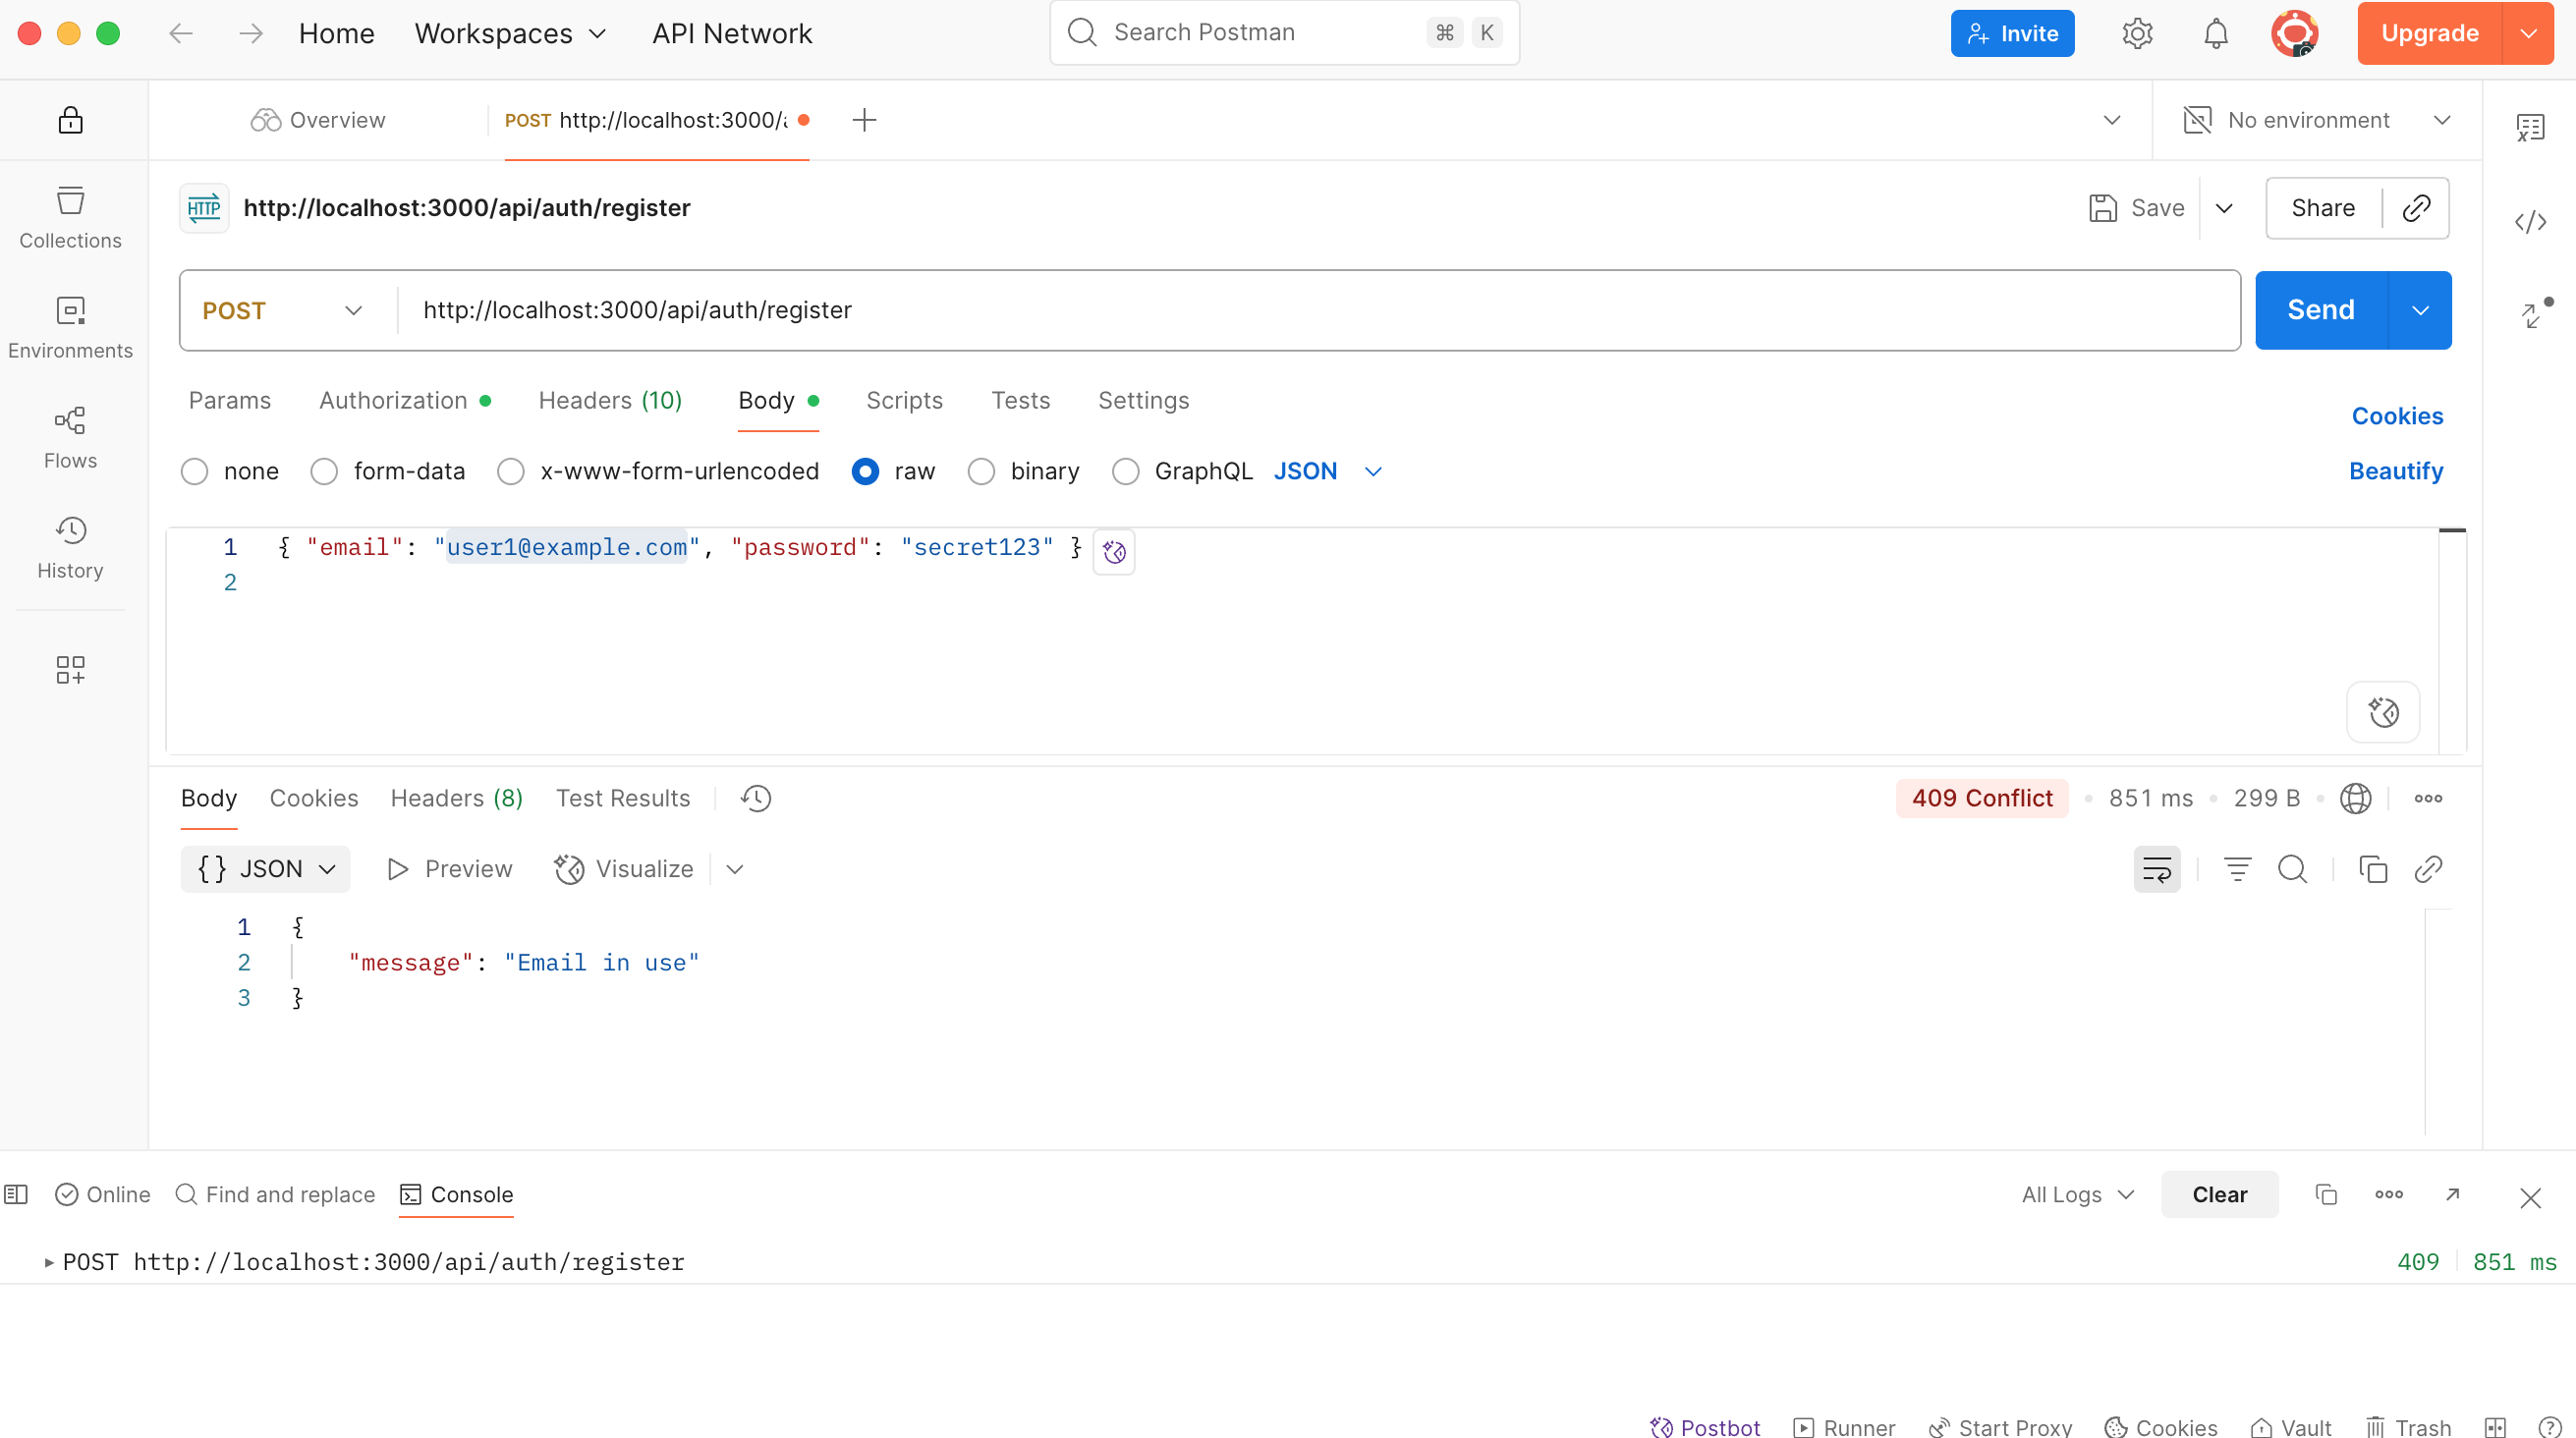 Home Workspaces API Network Search Postman ⌘ K Invite Upgrade
Overview POST http://localhost:3000/a No environment
HTTP http://localhost:3000/api/auth/register Save Share
Collections
POST http://localhost:3000/api/auth/register Send
Environments
Params Authorization Headers (10) Body Scripts Tests Settings Cookies
none form-data x-www-form-urlencoded raw binary GraphQL JSON Beautify
Flows
1 { "email": "user1@example.com", "password": "secret123" }
2
History
Body Cookies Headers (8) Test Results 409 Conflict • 851 ms • 299 B •
{} JSON Preview Visualize
1 {
2 "message": "Email in use"
3 }
Online Find and replace Console All Logs Clear
POST http://localhost:3000/api/auth/register 409 851 ms
Postbot Runner Start Proxy Cookies Vault Trash